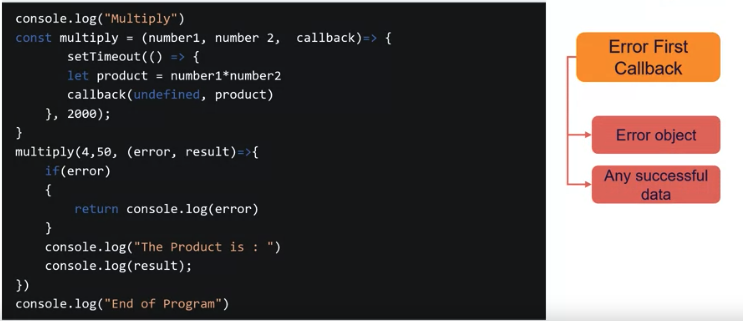 console.log("Multiply")
const multiply = (number1, number 2,  callback)=> {
       setTimeout(() => {
       let product = number1*number2
       callback(undefined, product)
    }, 2000);
}
multiply(4,50, (error, result)=>{
    if(error)
    {
        return console.log(error)
    }
    console.log("The Product is : ")
    console.log(result);
})
console.log("End of Program")
Error First
Callback
Error object
Any successful
data